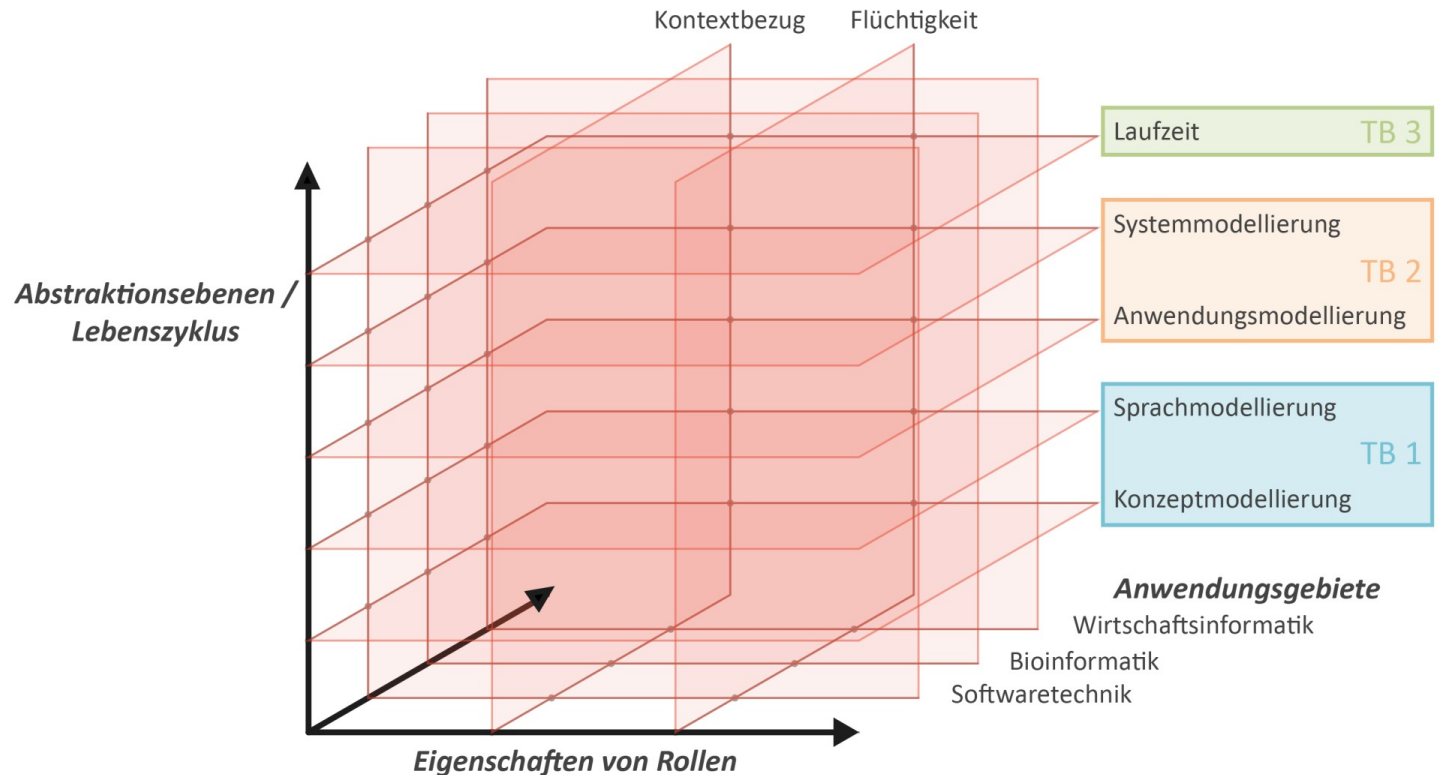 Kontextbezug
Flüchtigkeit
Laufzeit
TB 3
Systemmodellierung
TB 2
Anwendungsmodellierung
Sprachmodellierung
TB 1
Konzeptmodellierung
Abstraktionsebenen /
Lebenszyklus
Anwendungsgebiete
Wirtschaftsinformatik
Bioinformatik
Softwaretechnik
Eigenschaften von Rollen